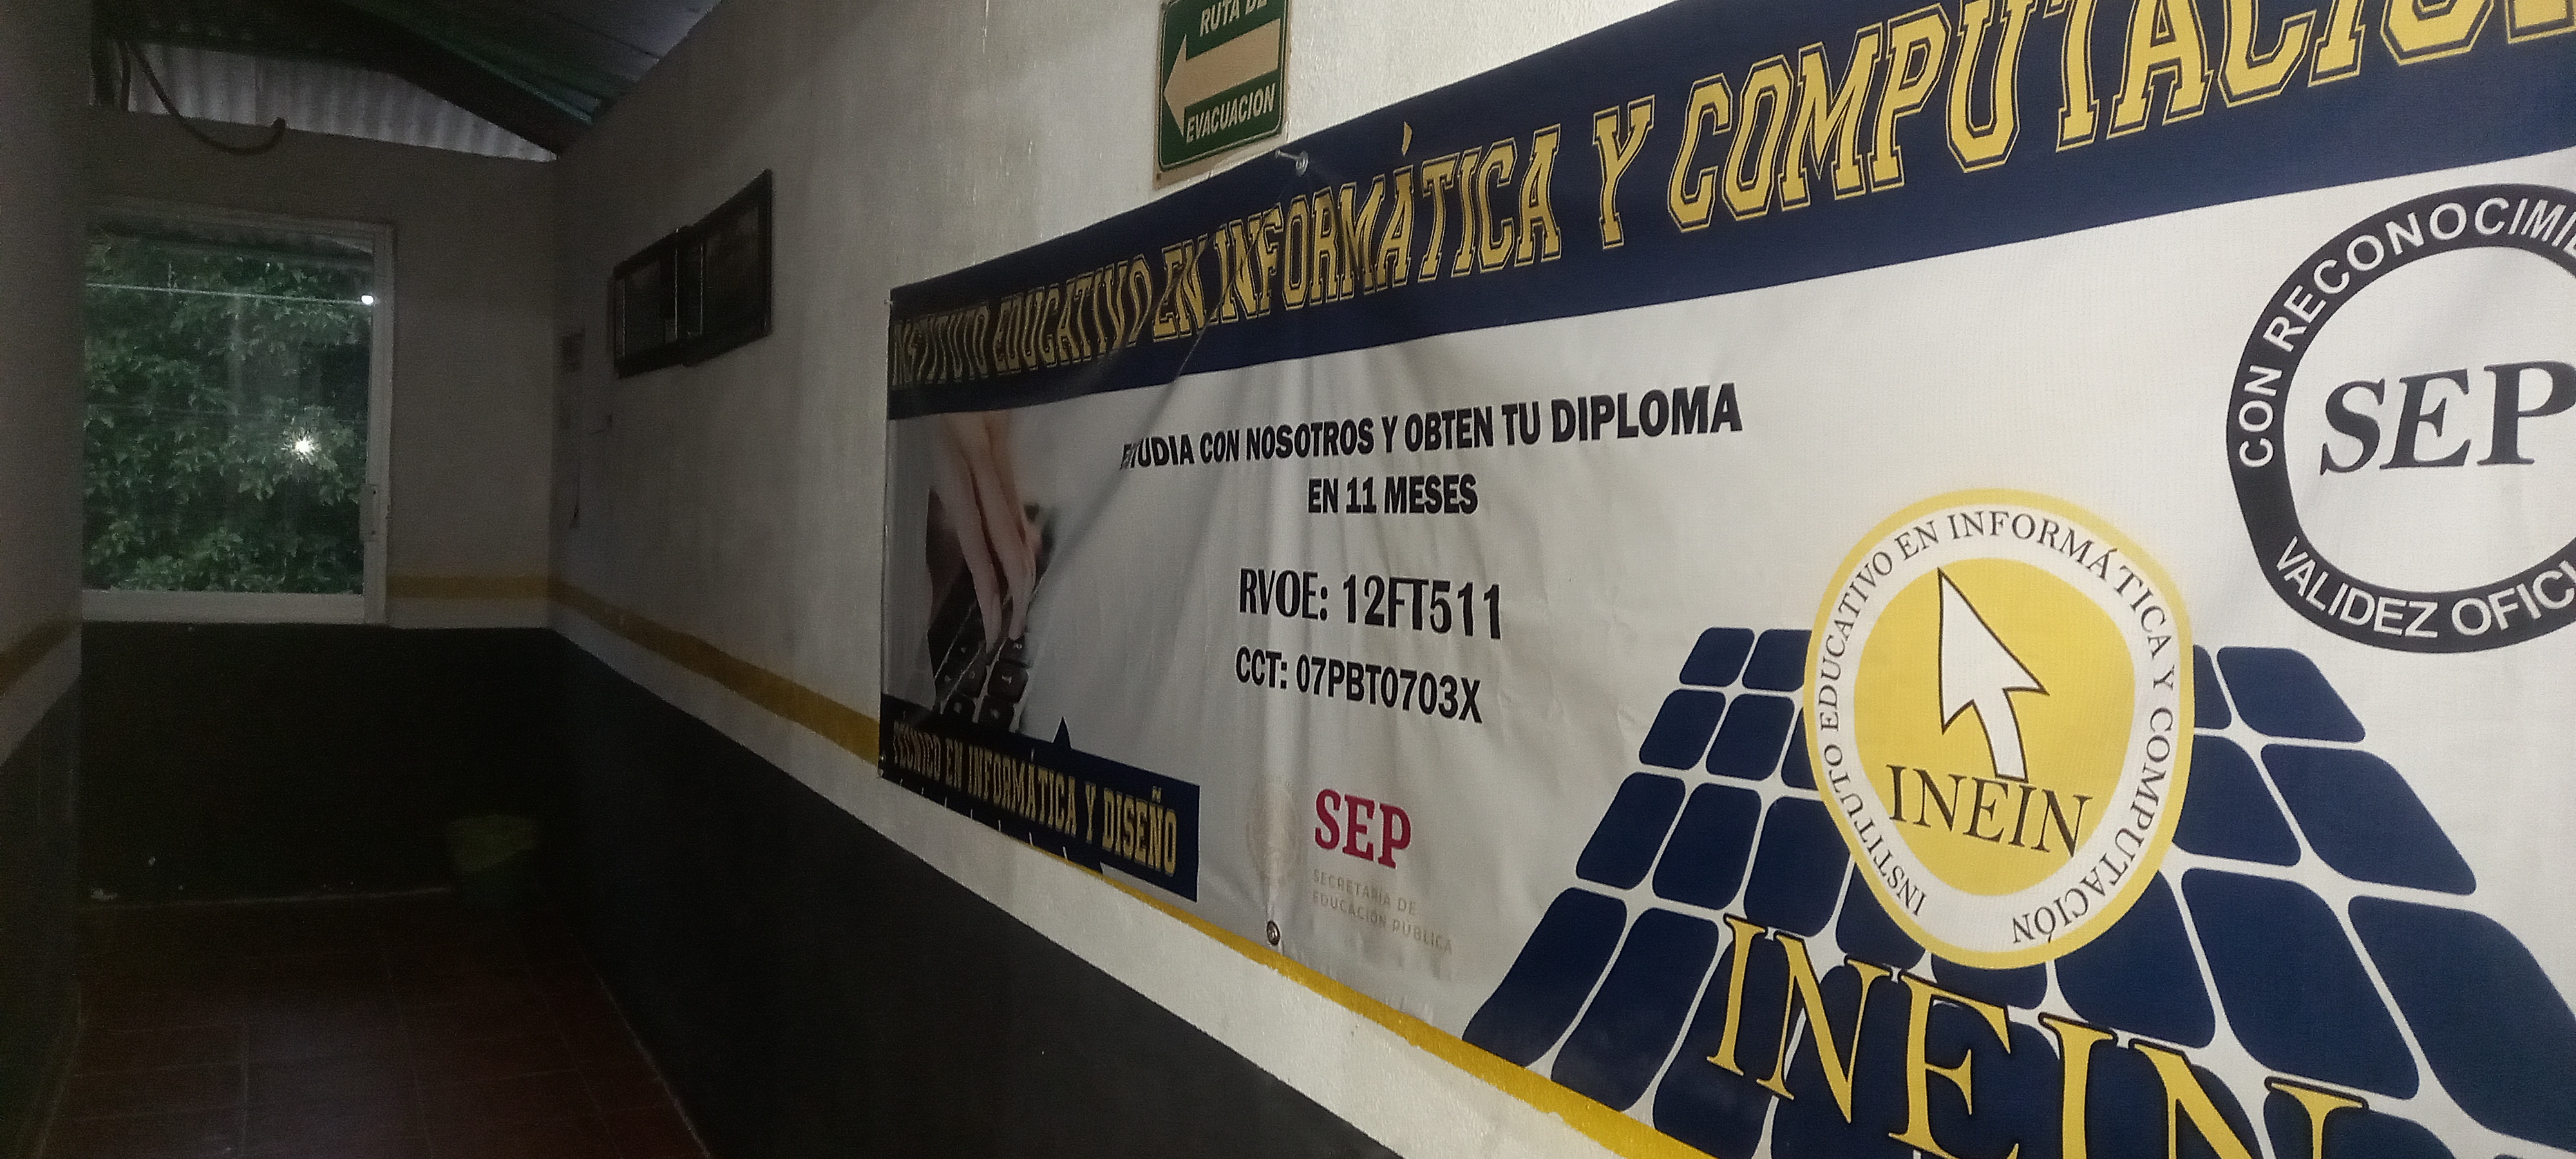 RUTA DE
EVACUACION
INSTITUTO EDUCATIVO EN INFORMÁTICA Y COMPUTACIÓN
CON RECONOCIMI
SEP
VALIDEZ OFICI
ESTUDIA CON NOSOTROS Y OBTEN TU DIPLOMA
EN 11 MESES
RVOE: 12FT511
CCT: 07PBT0703X
TÉCNICO EN INFORMÁTICA Y DISEÑO
SEP
SECRETARÍA DE
EDUCACIÓN PÚBLICA
INSTITUTO EDUCATIVO EN INFORMÁTICA Y COMPUTACIÓN
INEIN
INEIN